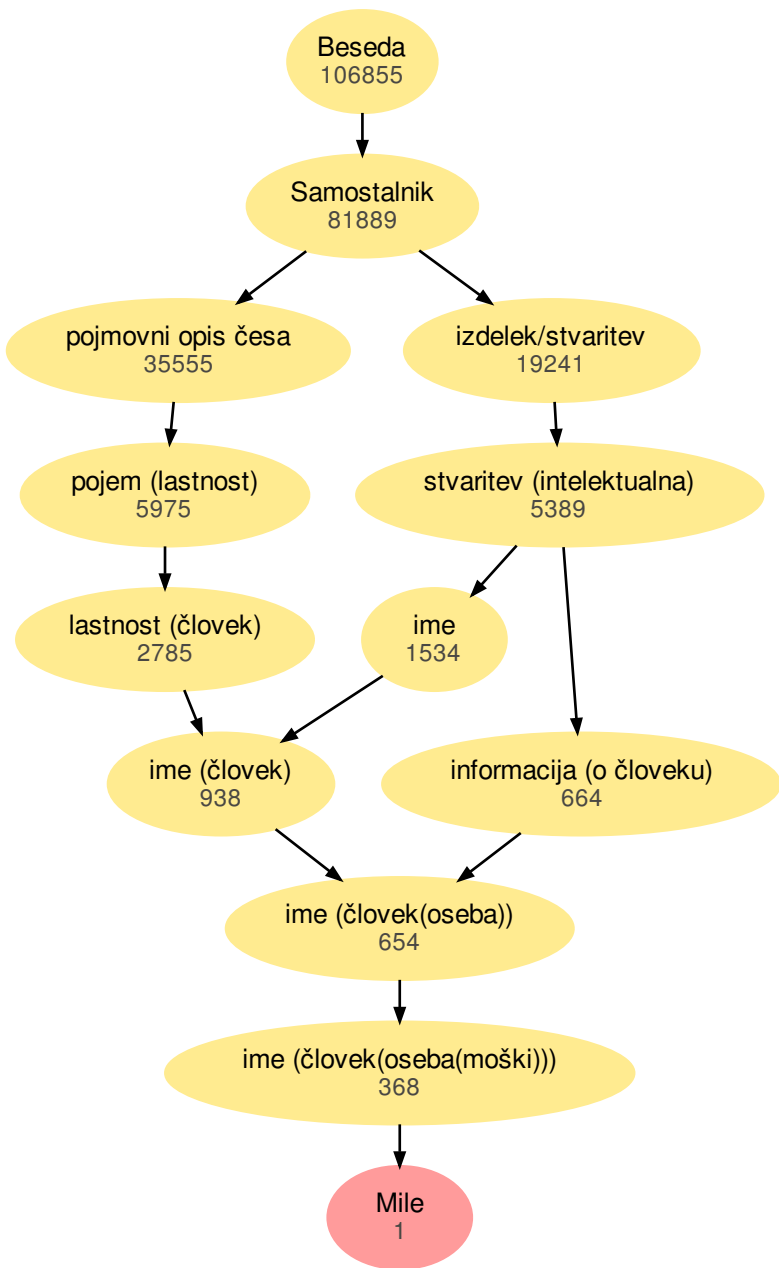 Beseda
106855
Samostalnik
81889
pojmovni opis česa
35555
izdelek/stvaritev
19241
pojem (lastnost)
5975
stvaritev (intelektualna)
5389
lastnost (človek)
2785
ime
1534
ime (človek)
938
informacija (o človeku)
664
ime (človek(oseba))
654
ime (človek(oseba(moški)))
368
Mile
1